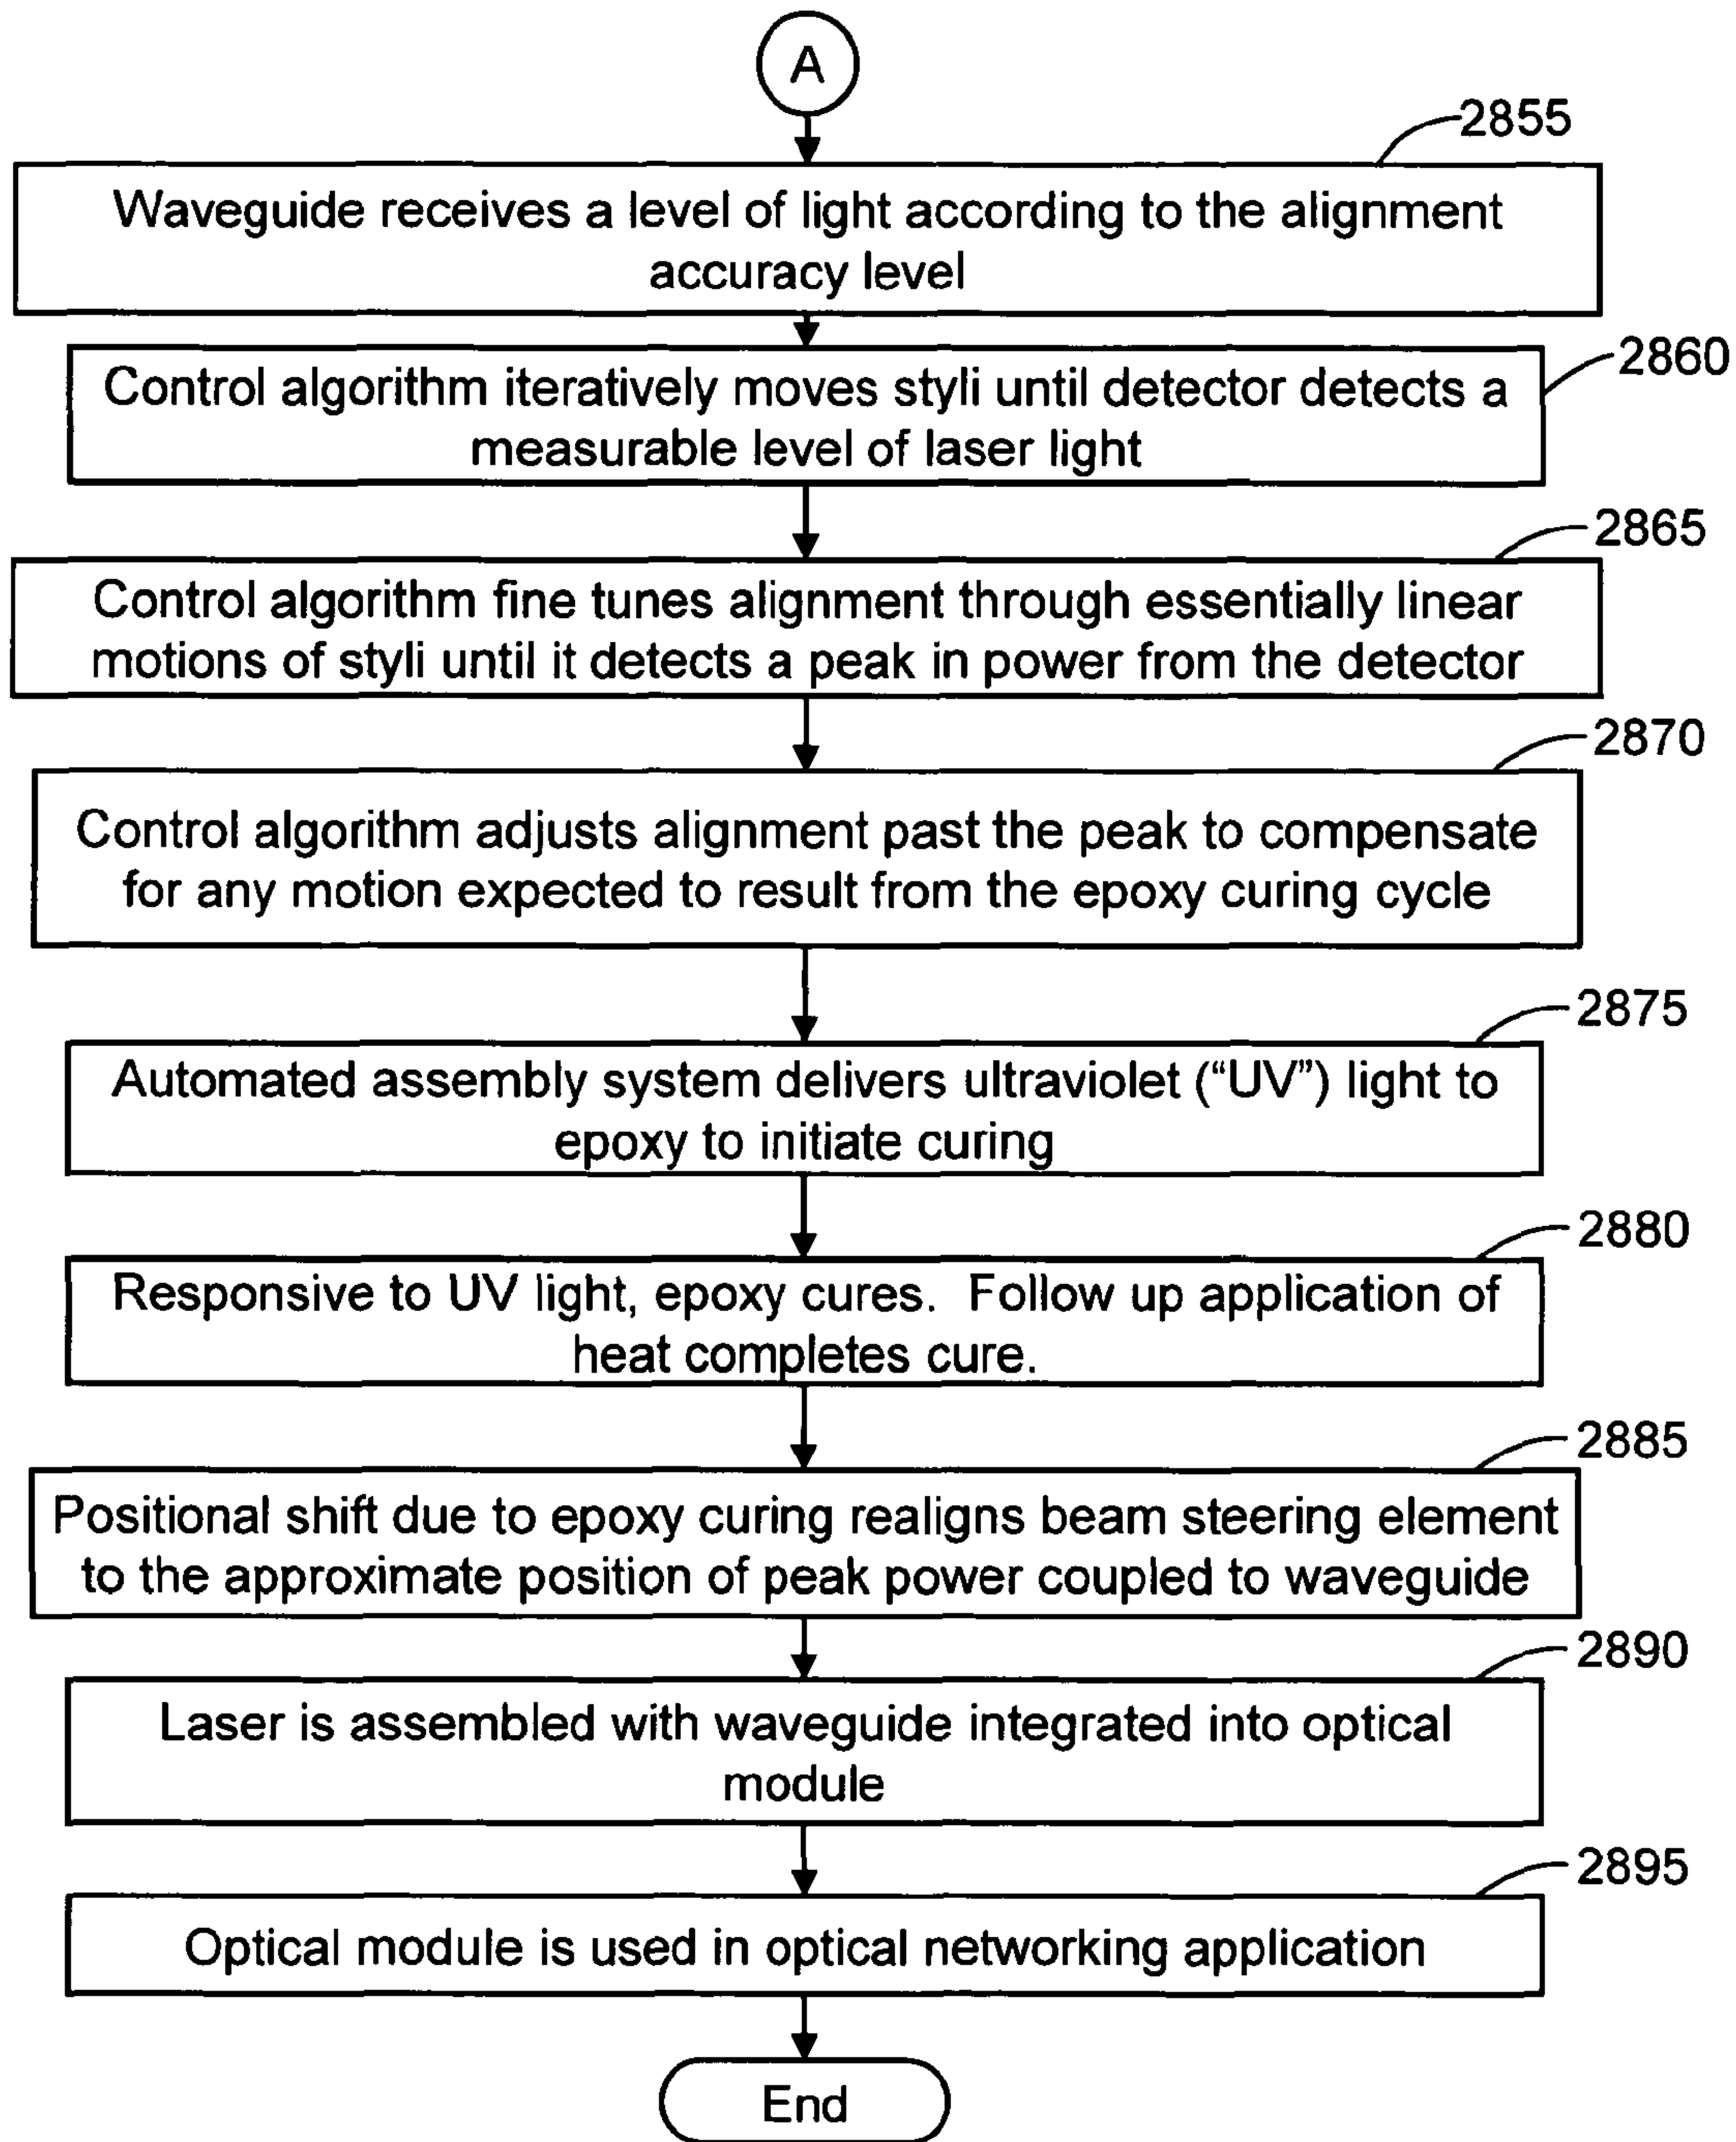 A
2855
Waveguide receives a level of light according to the alignment
accuracy level
2860
Control algorithm iteratively moves styli until detector detects a
measurable level of laser light
2865
Control algorithm fine tunes alignment through essentially linear
motions of styli until it detects a peak in power from the detector
2870
Control algorithm adjusts alignment past the peak to compensate
for any motion expected to result from the epoxy curing cycle
2875
Automated assembly system delivers ultraviolet (“UV”) light to
epoxy to initiate curing
2880
Responsive to UV light, epoxy cures.  Follow up application of
heat completes cure.
2885
Positional shift due to epoxy curing realigns beam steering element
to the approximate position of peak power coupled to waveguide
2890
Laser is assembled with waveguide integrated into optical
module
2895
Optical module is used in optical networking application
End